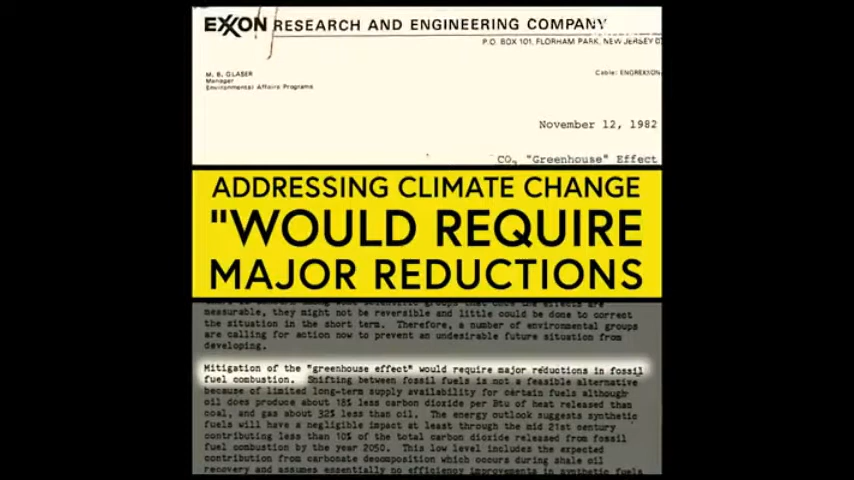 EXXON RESEARCH AND ENGINEERING COMPANY
P.O. BOX 101, FLORHAM PARK, NEW JERSEY
M. B. GLASER
Manager
Environmental Affairs Programs
Cable: ENGREXXON,
November 12, 1982
CO2 "Greenhouse" Effect
ADDRESSING CLIMATE CHANGE
"WOULD REQUIRE
MAJOR REDUCTIONS
scientific groups that once the effects are
measurable, they might not be reversible and little could be done to correct
the situation in the short term. Therefore, a number of environmental groups
are calling for action now to prevent an undesirable future situation from
developing.
Mitigation of the "greenhouse effect" would require major reductions in fossil
fuel combustion. Shifting between fossil fuels is not a feasible alternative
because of limited long-term supply availability for certain fuels although
oil does produce about 18% less carbon dioxide per Btu of heat released than
coal, and gas about 32% less than oil. The energy outlook suggests synthetic
fuels will have a negligible impact at least through the mid 21st century
contributing less than 10% of the total carbon dioxide released from fossil
fuel combustion by the year 2050. This low level includes the expected
contribution from carbonate decomposition which occurs during shale oil
recovery and assumes essentially no efficiency improvements in synthetic fuels